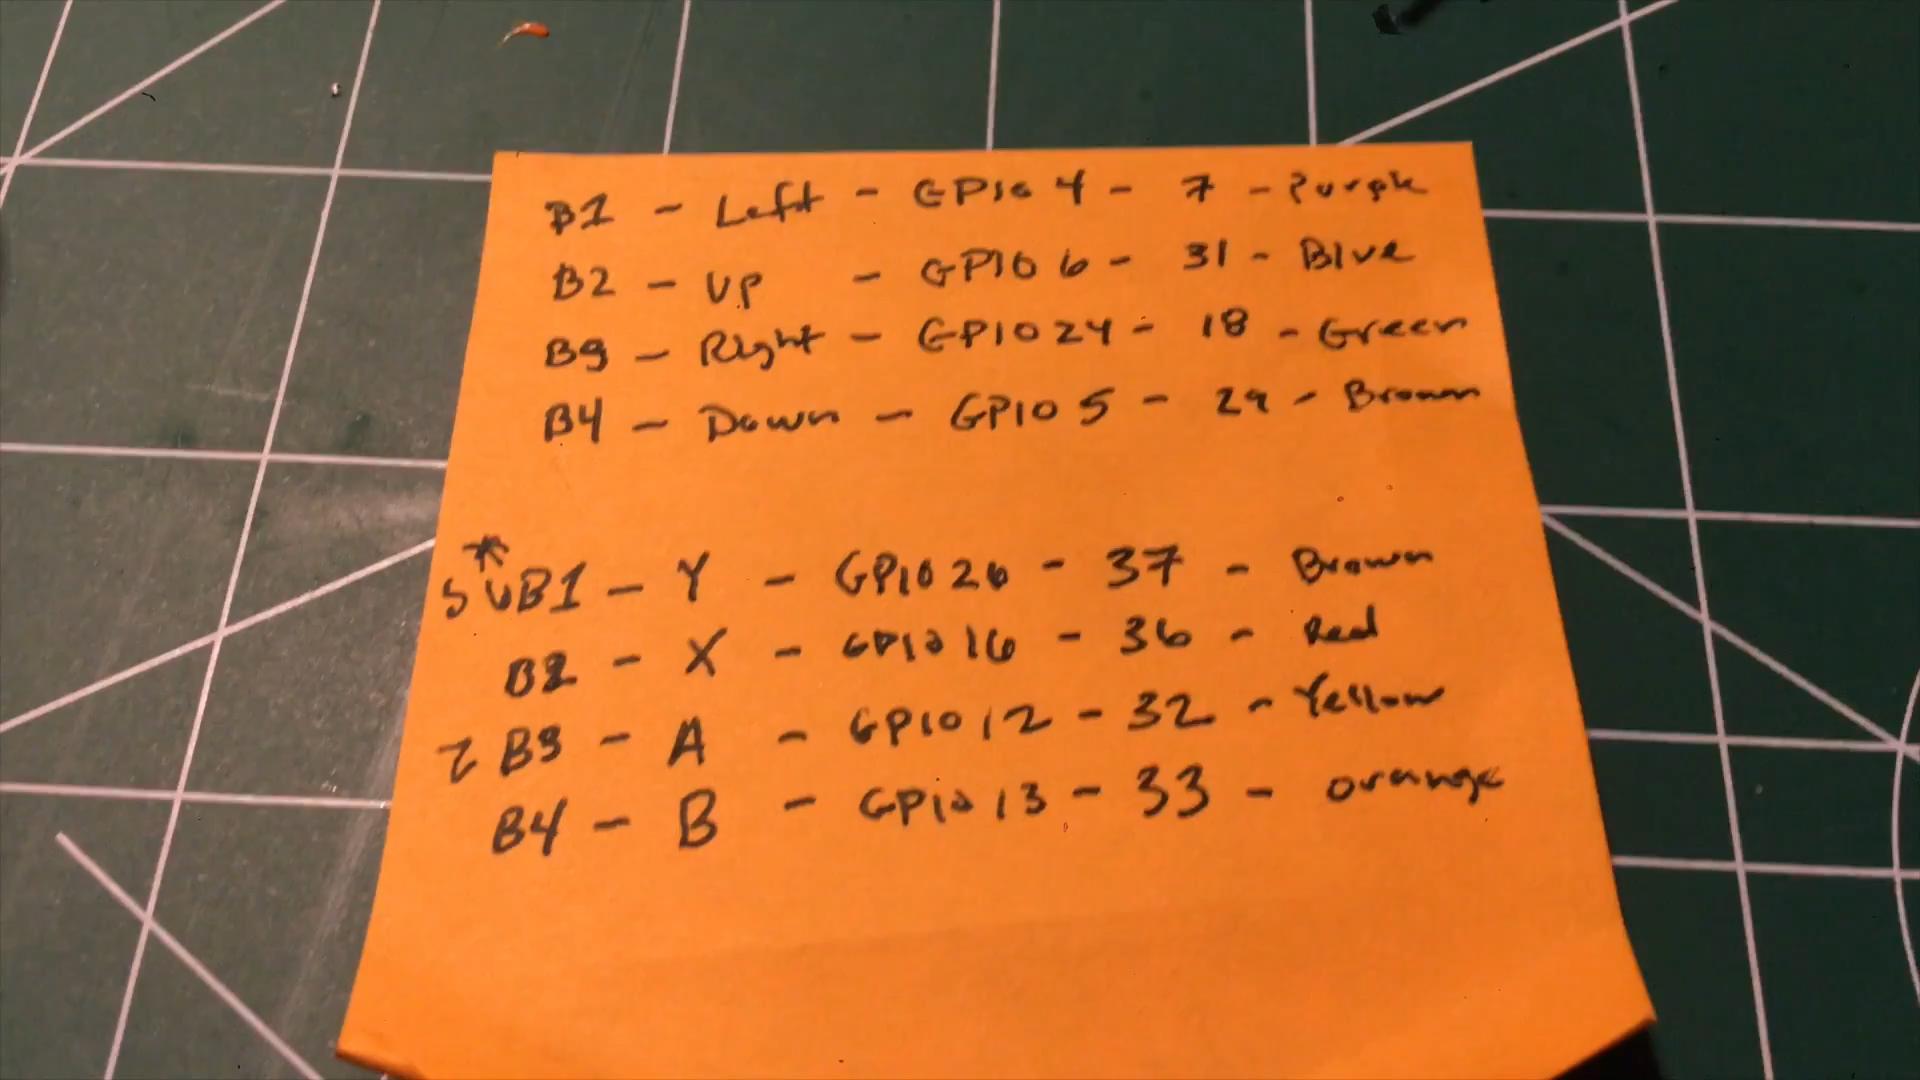 B1 - Left - GPIO 4 - 7 - Purple
B2 - UP - GPIO 6 - 31 - Blue
B3 - Right - GPIO 24 - 18 - Green
B4 - Down - GPIO 5 - 29 - Brown
*
SUB1 - Y - GPIO 26 - 37 - Brown
B2 - X - GPIO 16 - 36 - Red
2 B3 - A - GPIO 12 - 32 - Yellow
B4 - B - GPIO 13 - 33 - orange